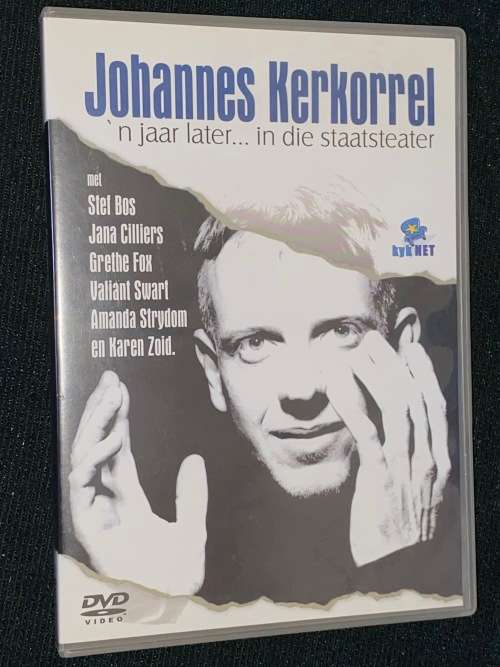 Johannes Kerkorrel
`n jaar later... in die staatsteater
met
Stef Bos
Jana Cilliers
Grethe Fox
Valiant Swart
Amanda Strydom
en Karen Zoid.
kykNET
DVD
VIDEO